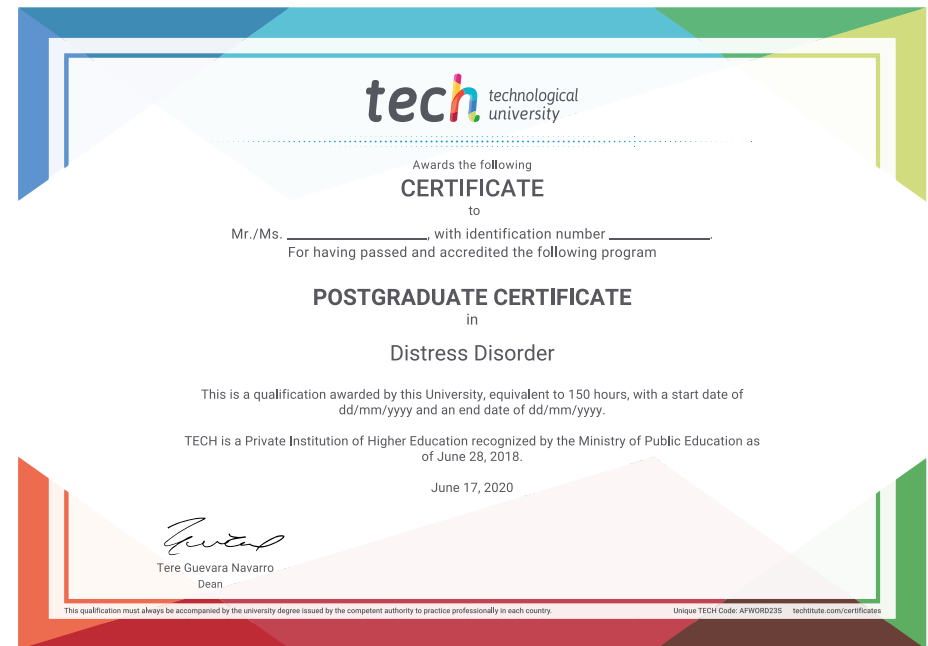 tech technological
university
Awards the following
CERTIFICATE
to
Mr./Ms. ____________________, with identification number ______________.
For having passed and accredited the following program
POSTGRADUATE CERTIFICATE
in
Distress Disorder
This is a qualification awarded by this University, equivalent to 150 hours, with a start date of
dd/mm/yyyy and an end date of dd/mm/yyyy.
TECH is a Private Institution of Higher Education recognized by the Ministry of Public Education as
of June 28, 2018.
June 17, 2020
Tere Guevara Navarro
Dean
This qualification must always be accompanied by the university degree issued by the competent authority to practice professionally in each country. Unique TECH Code: AFWORD23S techtitute.com/certificates